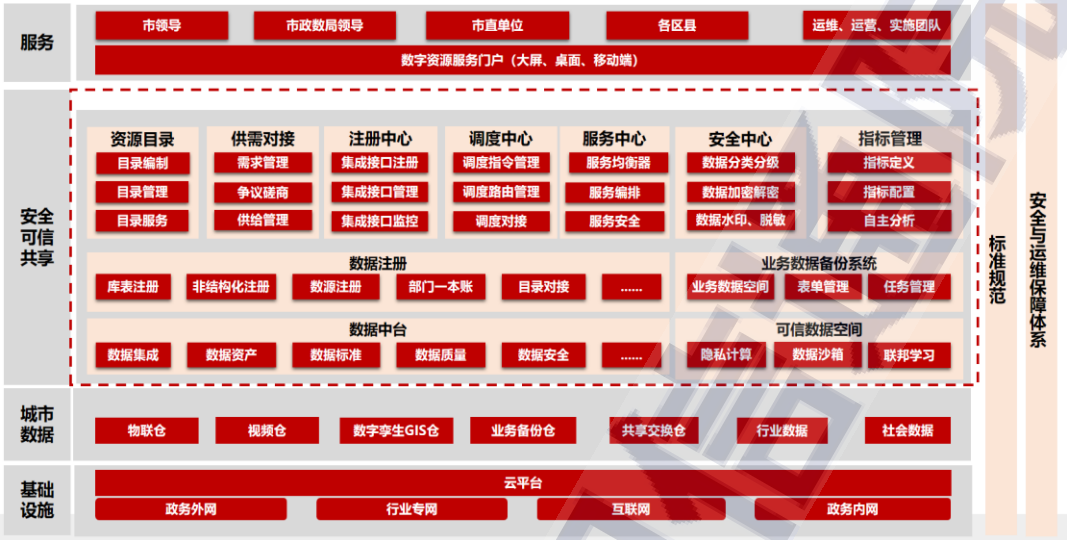 服务
市领导
市政数局领导
市直单位
各区县
运维、运营、实施团队
数字资源服务门户（大屏、桌面、移动端）
安全
可信
共享
资源目录
目录编制
目录管理
目录服务
供需对接
需求管理
争议磋商
供给管理
注册中心
集成接口注册
集成接口管理
集成接口监控
调度中心
调度指令管理
调度路由管理
调度对接
服务中心
服务均衡器
服务编排
服务安全
安全中心
数据分类分级
数据加密解密
数据水印、脱敏
指标管理
指标定义
指标配置
自主分析
数据注册
库表注册
非结构化注册
数源注册
部门一本账
目录对接
......
业务数据备份系统
业务数据空间
表单管理
任务管理
数据中台
数据集成
数据资产
数据标准
数据质量
数据安全
......
可信数据空间
隐私计算
数据沙箱
联邦学习
城市
数据
物联仓
视频仓
数字孪生GIS仓
业务备份仓
共享交换仓
行业数据
社会数据
基础
设施
云平台
政务外网
行业专网
互联网
政务内网
标准规范
安全与运维保障体系